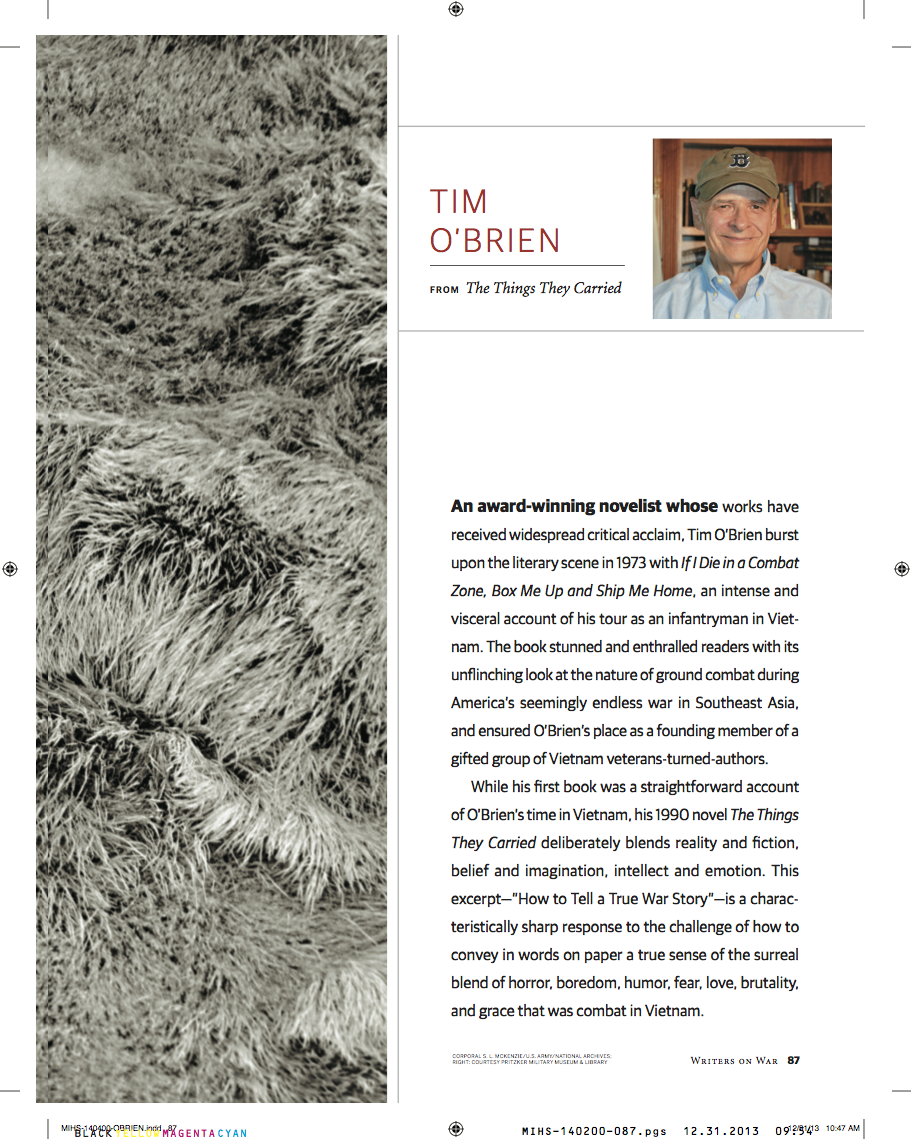 TIM
O'BRIEN
FROM The Things They Carried
An award-winning novelist whose works have
received widespread critical acclaim, Tim O'Brien burst
upon the literary scene in 1973 with If I Die in a Combat
Zone, Box Me Up and Ship Me Home, an intense and
visceral account of his tour as an infantryman in Viet-
nam. The book stunned and enthralled readers with its
unflinching look at the nature of ground combat during
America's seemingly endless war in Southeast Asia,
and ensured O'Brien's place as a founding member of a
gifted group of Vietnam veterans-turned-authors.
While his first book was a straightforward account
of O'Brien's time in Vietnam, his 1990 novel The Things
They Carried deliberately blends reality and fiction,
belief and imagination, intellect and emotion. This
excerpt—"How to Tell a True War Story"—is a charac-
teristically sharp response to the challenge of how to
convey in words on paper a true sense of the surreal
blend of horror, boredom, humor, fear, love, brutality,
and grace that was combat in Vietnam.
CORPORAL S. L. MCKENZIE/U.S. ARMY/NATIONAL ARCHIVES;
RIGHT: COURTESY PRITZKER MILITARY MUSEUM & LIBRARY
WRITERS ON WAR 87
MIHS-140400-OBRIEN.indd 87
BLACK YELLOW MAGENTA CYAN
MIHS-140200-087.pgs 12.31.2013 09:54
10:47 AM